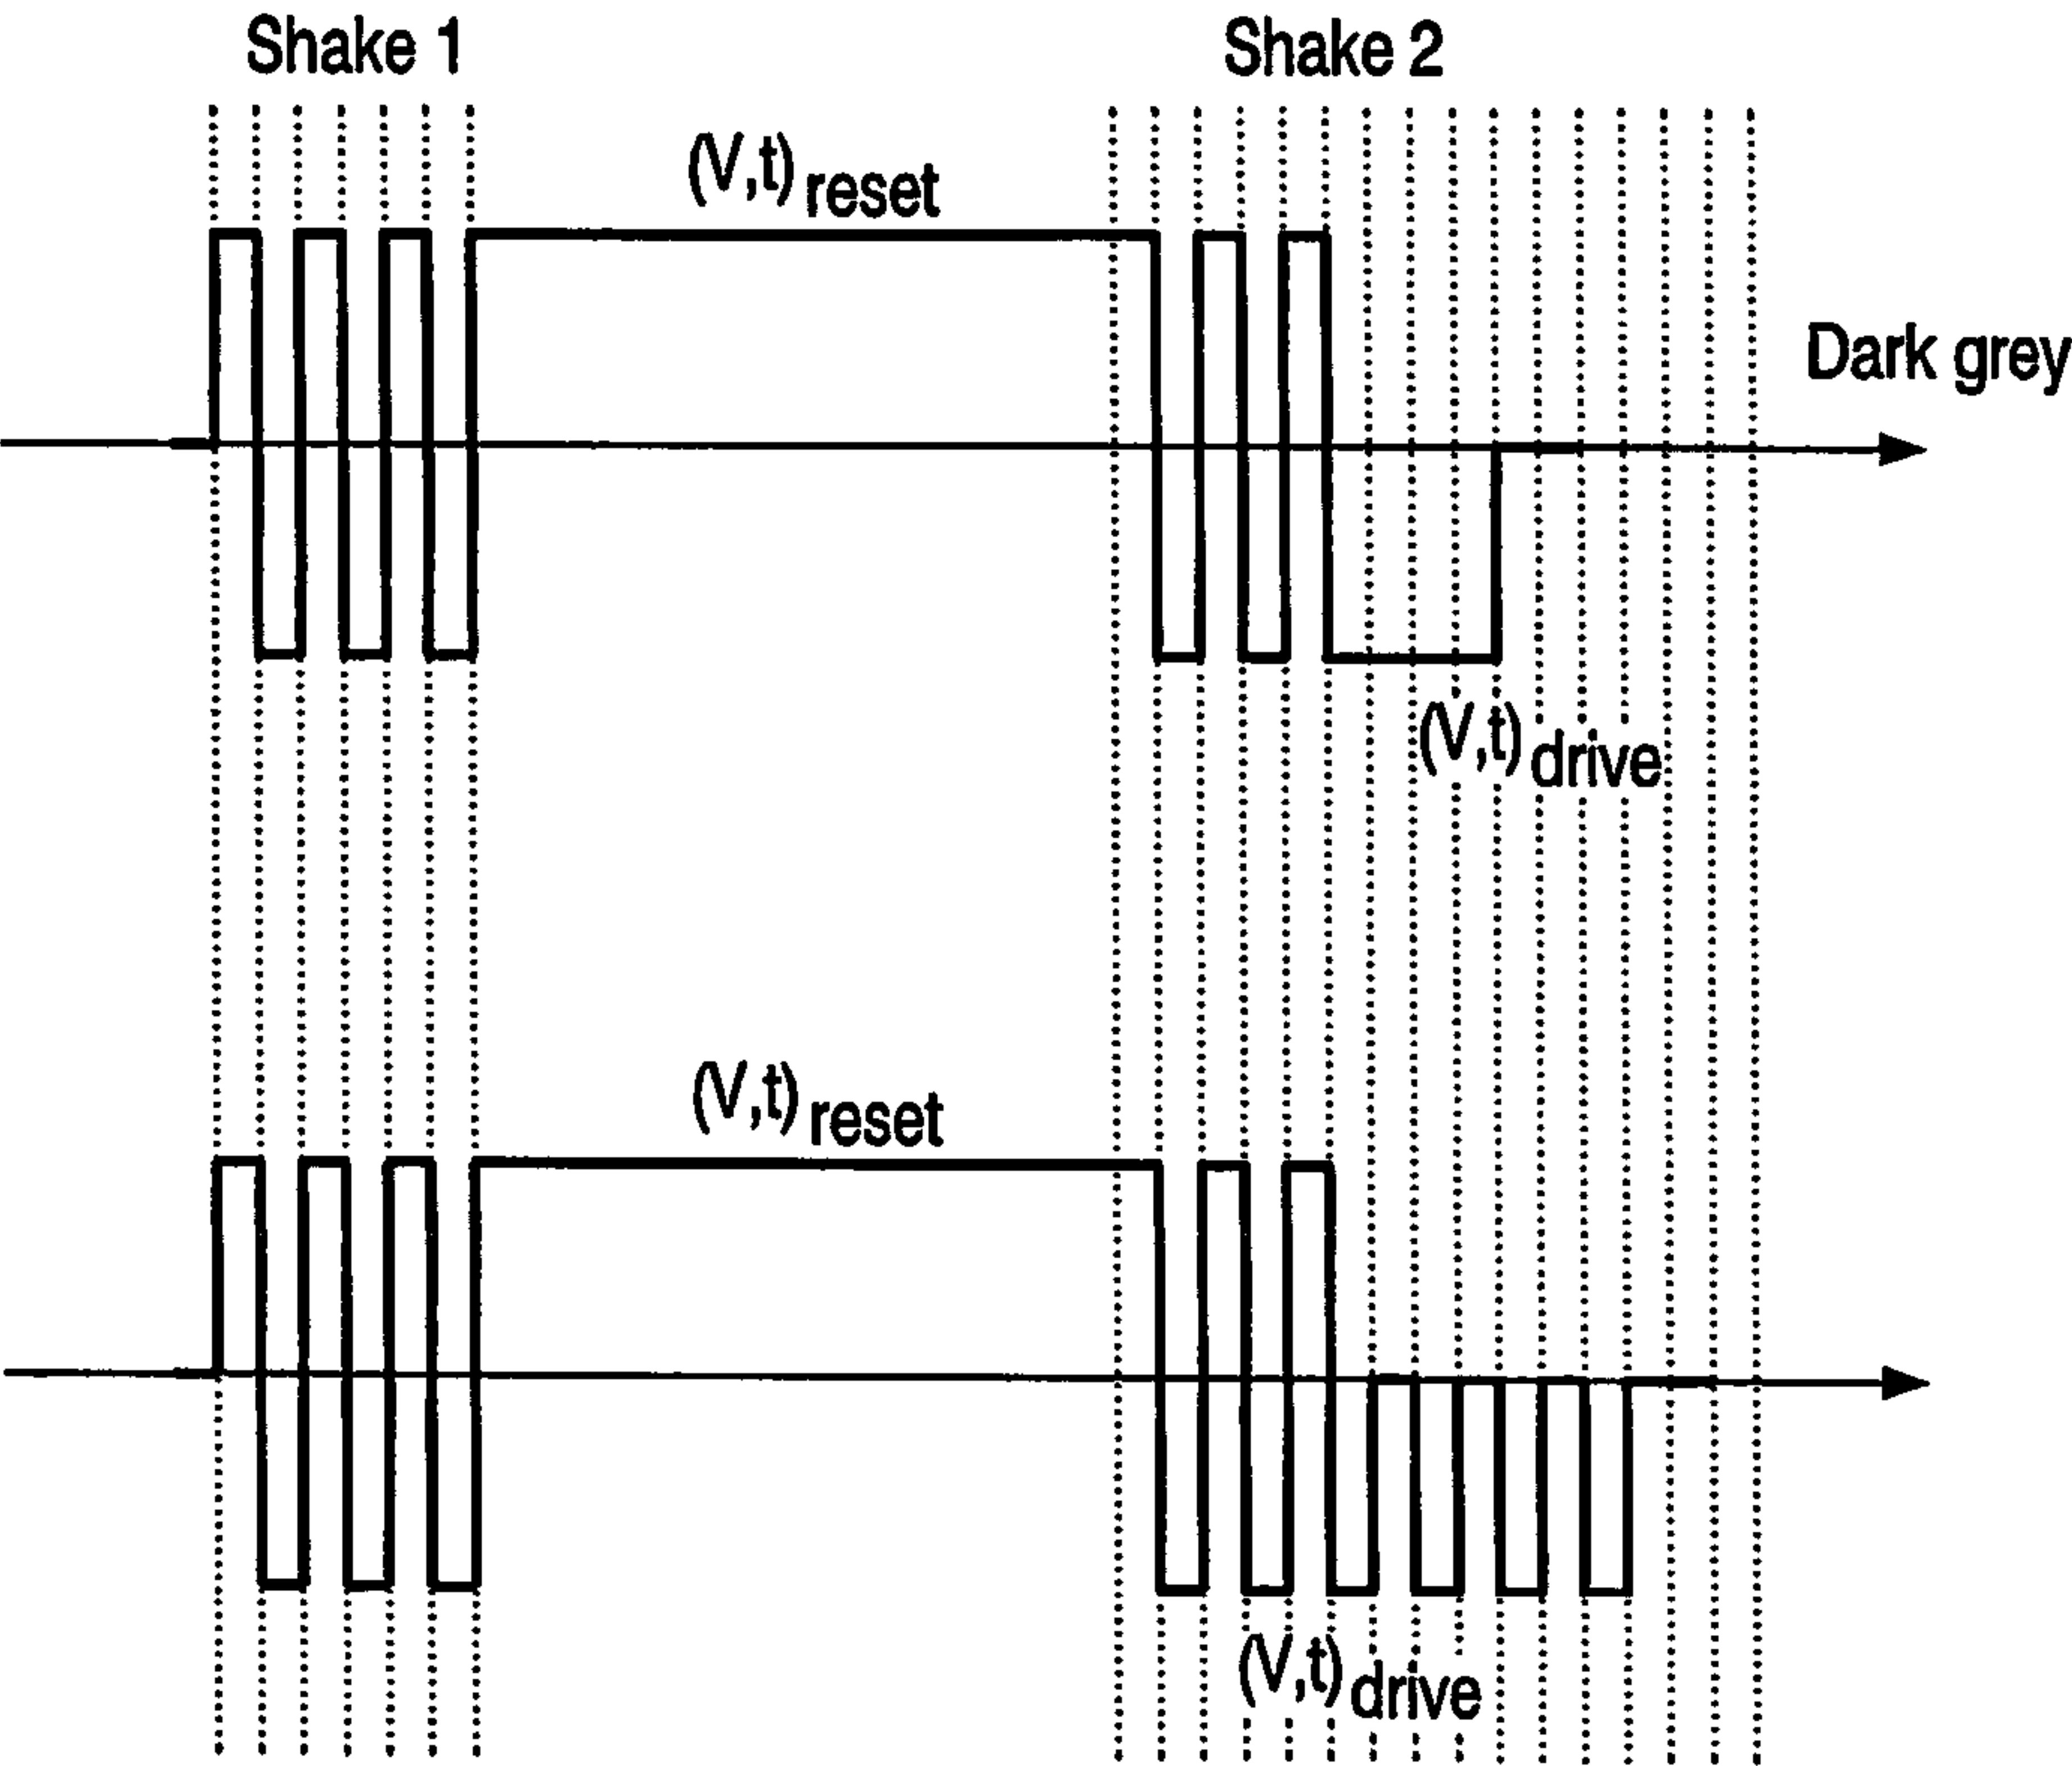 Shake 1
Shake 2
(V,t)reset
Dark grey
(V,t)drive
(V,t)reset
(V,t)drive